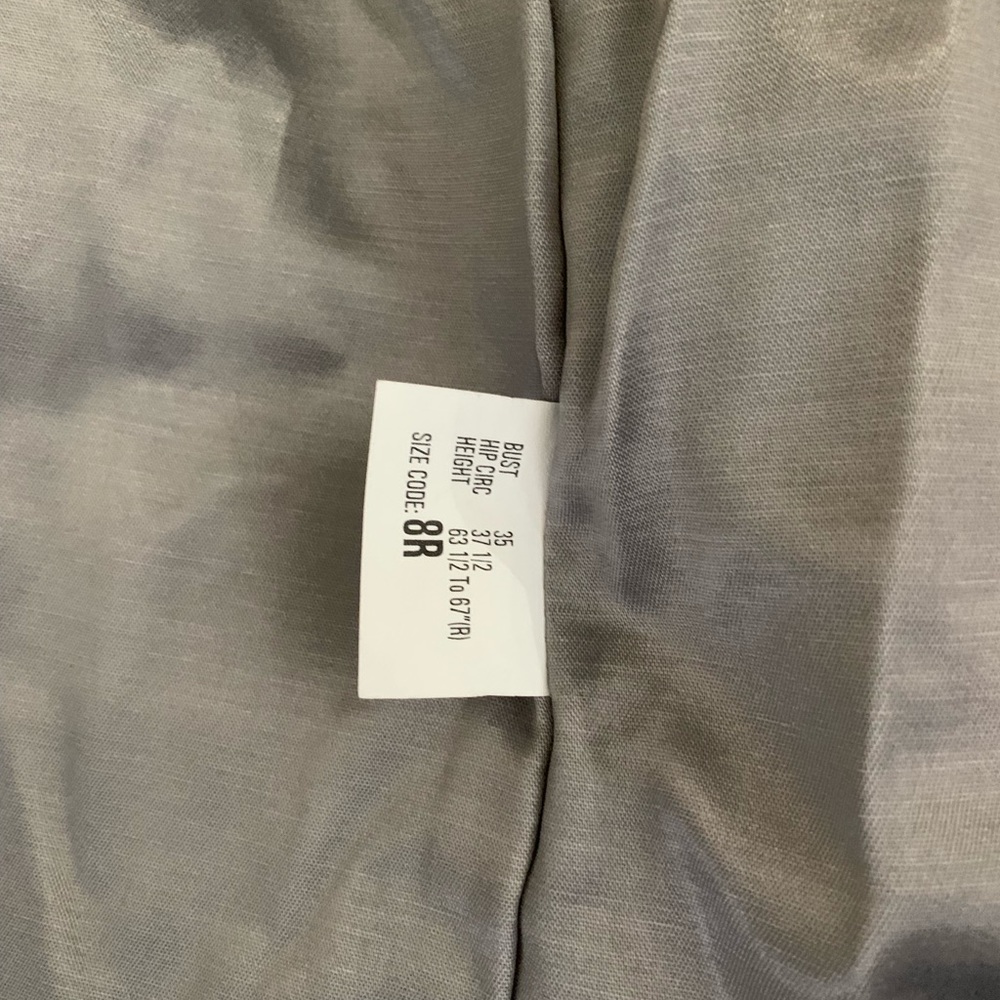 BUST 35
HIP CIRC 37 1/2
HEIGHT 63 1/2 To 67"(R)
SIZE CODE: 8R